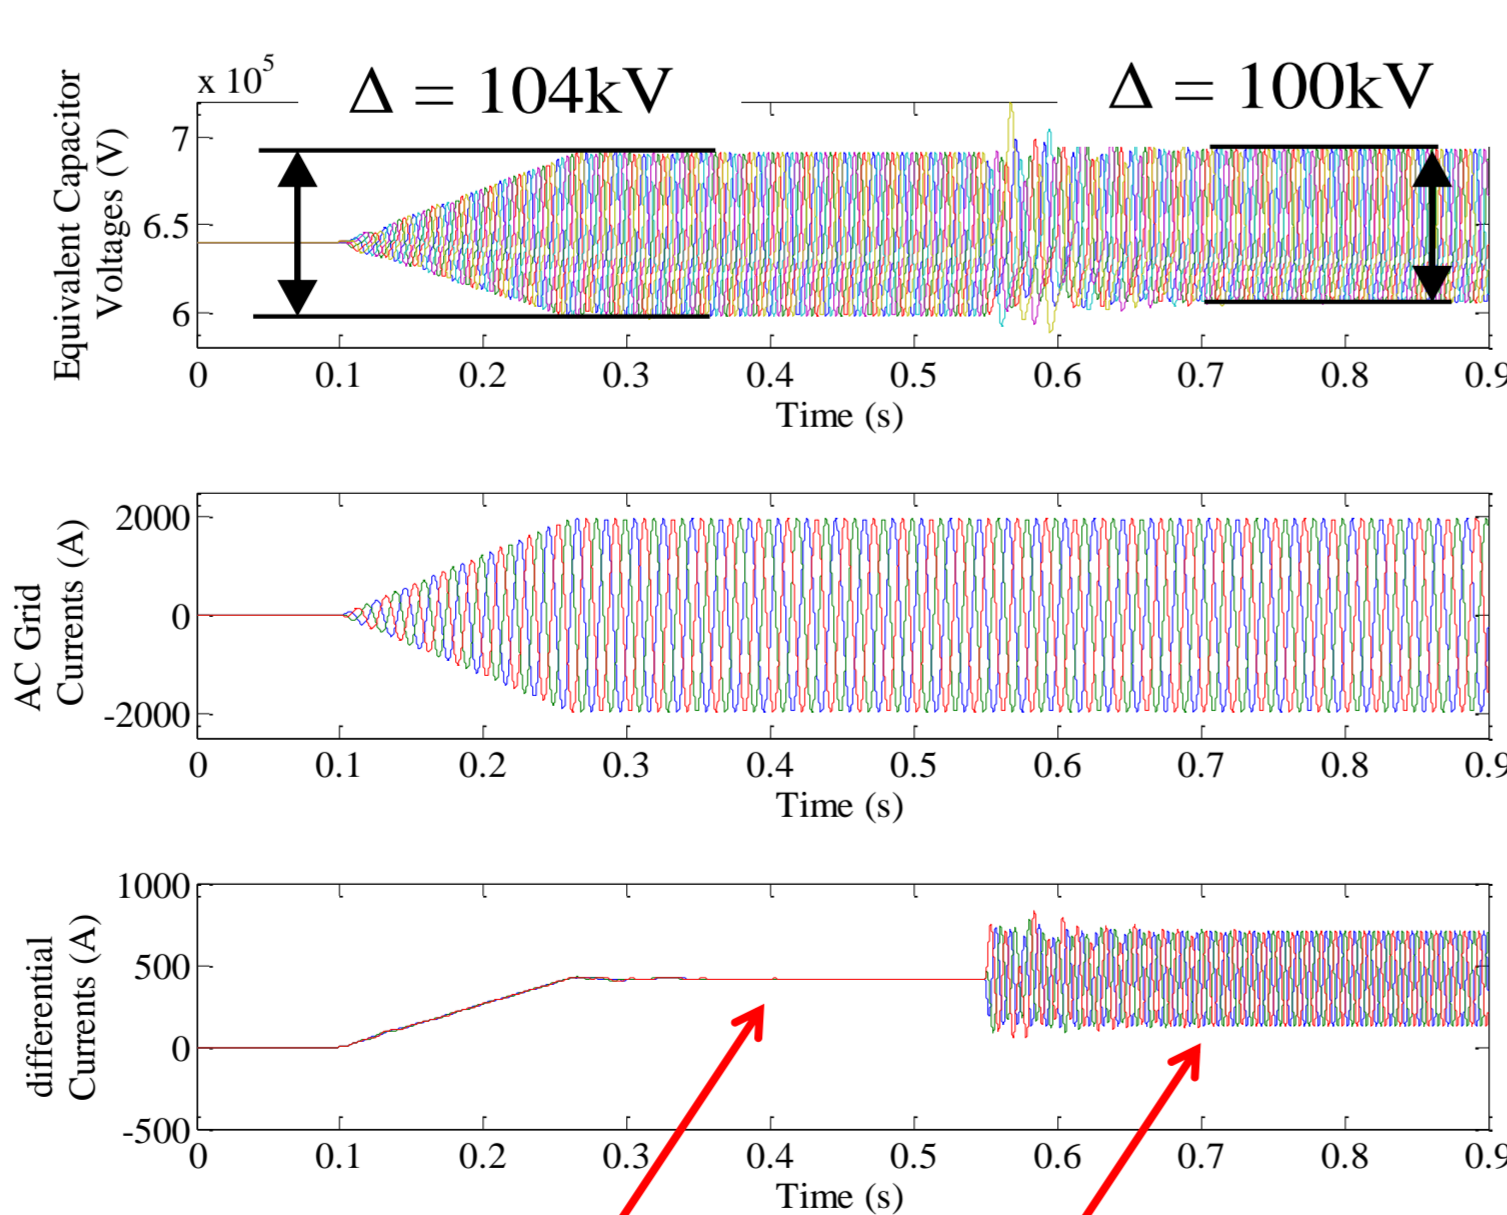 x 10^5
Δ = 104kV
Δ = 100kV
Equivalent Capacitor
Voltages (V)
7
6.5
6
0 0.1 0.2 0.3 0.4 0.5 0.6 0.7 0.8 0.9
Time (s)
AC Grid
Currents (A)
2000
0
-2000
0 0.1 0.2 0.3 0.4 0.5 0.6 0.7 0.8 0.9
Time (s)
differential
Currents (A)
1000
500
0
-500
0 0.1 0.2 0.3 0.4 0.5 0.6 0.7 0.8 0.9
Time (s)